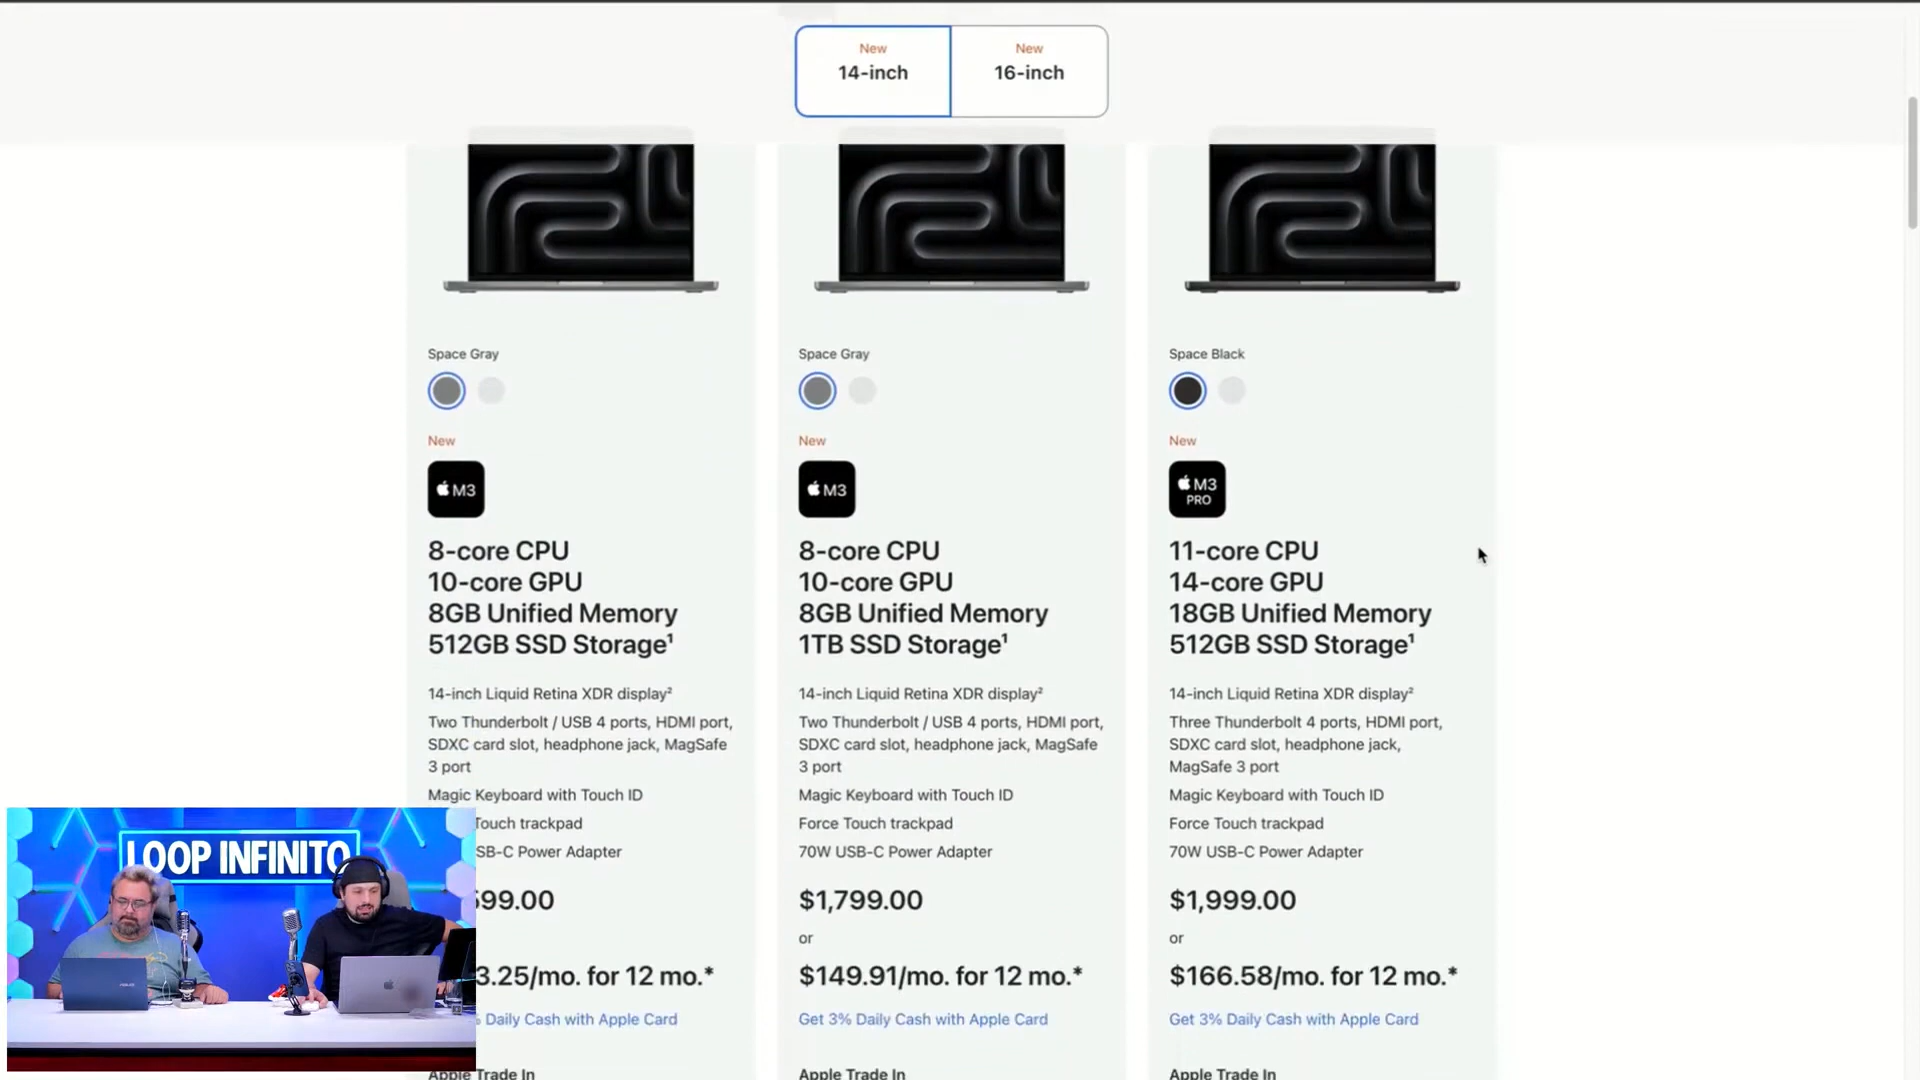 New
14-inch
New
16-inch
Space Gray
New
M3
8-core CPU
10-core GPU
8GB Unified Memory
512GB SSD Storage¹
14-inch Liquid Retina XDR display²
Two Thunderbolt / USB 4 ports, HDMI port,
SDXC card slot, headphone jack, MagSafe
3 port
Magic Keyboard with Touch ID
Touch trackpad
SB-C Power Adapter
99.00
3.25/mo. for 12 mo.*
Daily Cash with Apple Card
Apple Trade In
Space Gray
New
M3
8-core CPU
10-core GPU
8GB Unified Memory
1TB SSD Storage¹
14-inch Liquid Retina XDR display²
Two Thunderbolt / USB 4 ports, HDMI port,
SDXC card slot, headphone jack, MagSafe
3 port
Magic Keyboard with Touch ID
Force Touch trackpad
70W USB-C Power Adapter
$1,799.00
or
$149.91/mo. for 12 mo.*
Get 3% Daily Cash with Apple Card
Apple Trade In
Space Black
New
M3
PRO
11-core CPU
14-core GPU
18GB Unified Memory
512GB SSD Storage¹
14-inch Liquid Retina XDR display²
Three Thunderbolt 4 ports, HDMI port,
SDXC card slot, headphone jack,
MagSafe 3 port
Magic Keyboard with Touch ID
Force Touch trackpad
70W USB-C Power Adapter
$1,999.00
or
$166.58/mo. for 12 mo.*
Get 3% Daily Cash with Apple Card
Apple Trade In
LOOP INFINITO
ASUS